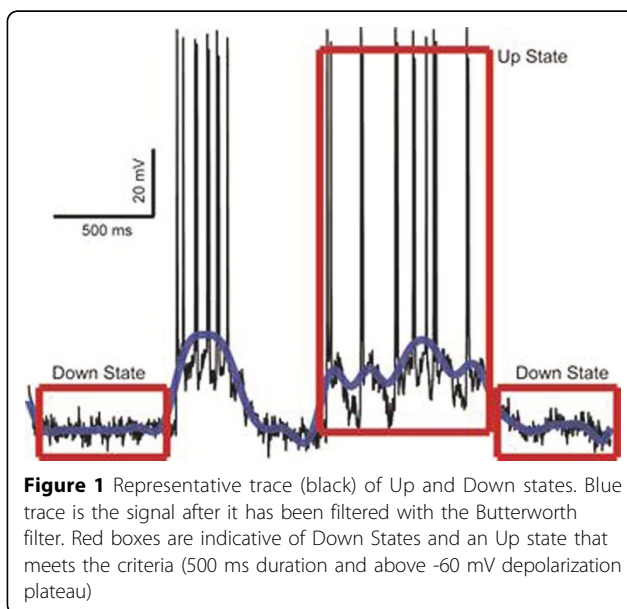 Up State
20 mV
500 ms
Down State
Down State
Figure 1 Representative trace (black) of Up and Down states. Blue
trace is the signal after it has been filtered with the Butterworth
filter. Red boxes are indicative of Down States and an Up state that
meets the criteria (500 ms duration and above -60 mV depolarization
plateau)